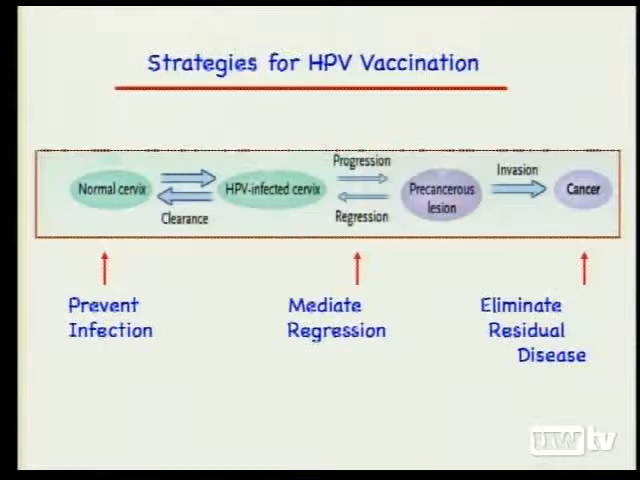 Strategies for HPV Vaccination
Progression
Invasion
Normal cervix
HPV-infected cervix
Precancerous
lesion
Cancer
Clearance
Regression
Prevent
Infection
Mediate
Regression
Eliminate
Residual
Disease
UWtv